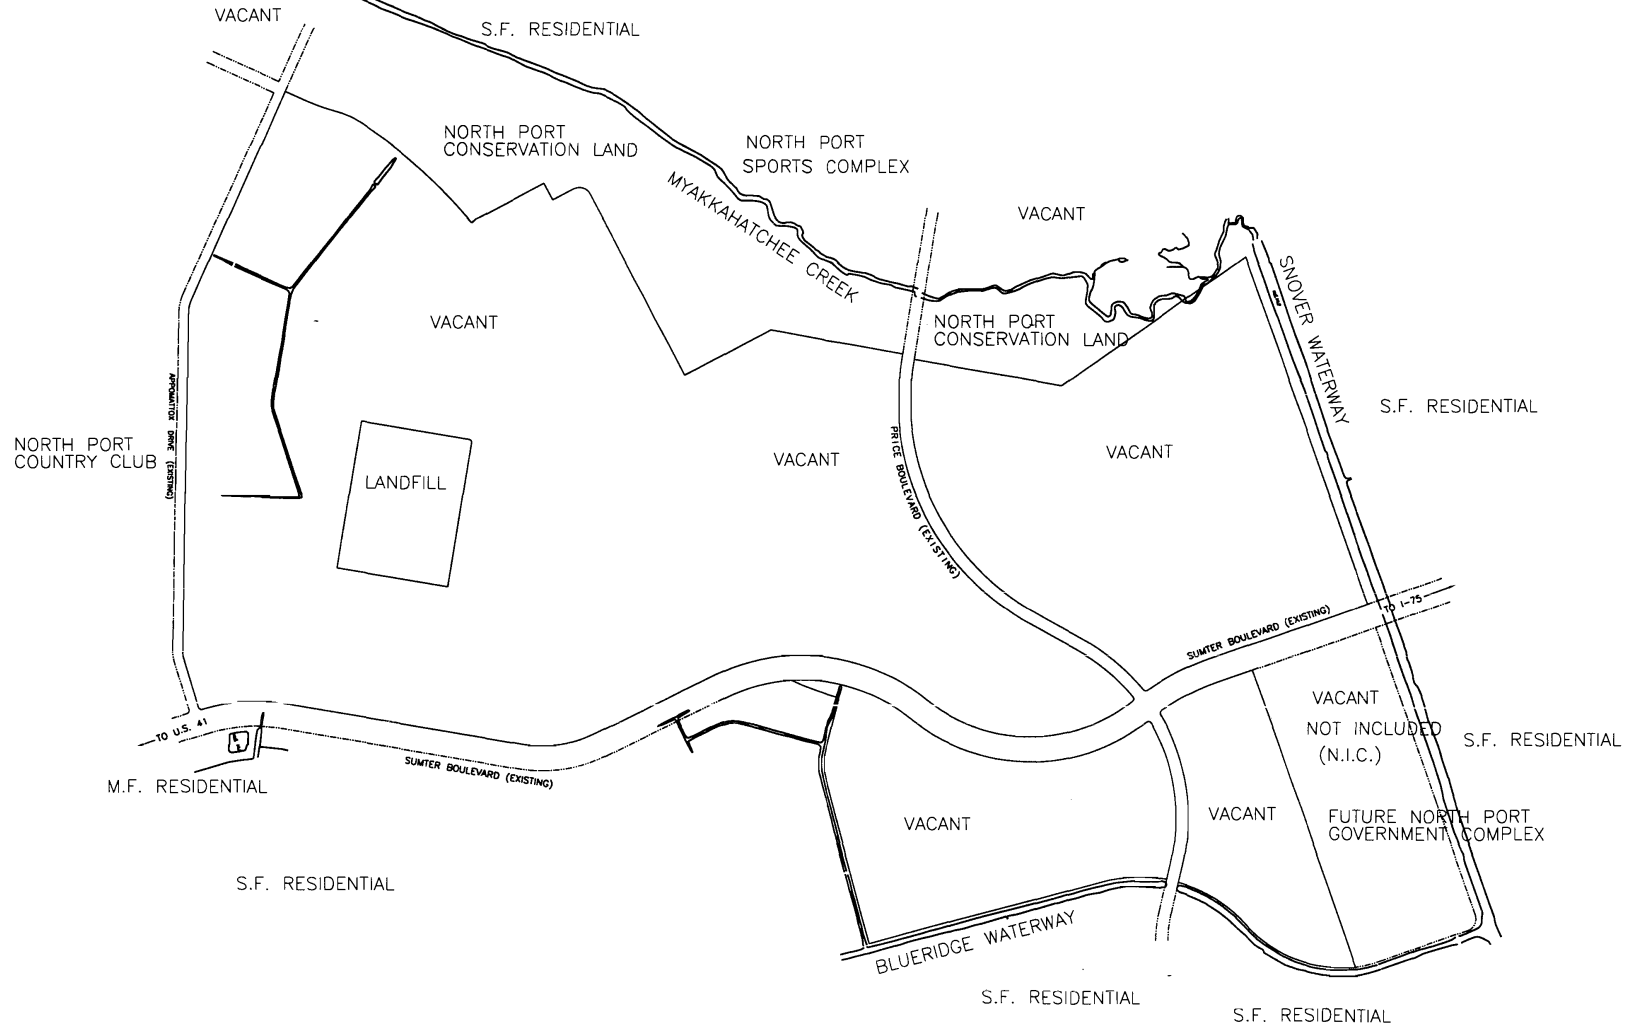 VACANT
S.F. RESIDENTIAL
NORTH PORT
CONSERVATION LAND
NORTH PORT
SPORTS COMPLEX
MYAKKAHATCHEE CREEK
VACANT
SNOVER WATERWAY
VACANT
NORTH PORT
CONSERVATION LAND
APPOMATTOX DRIVE (EXISTING)
S.F. RESIDENTIAL
NORTH PORT
COUNTRY CLUB
LANDFILL
VACANT
PRICE BOULEVARD (EXISTING)
VACANT
SUMTER BOULEVARD (EXISTING)
TO I-75
VACANT
NOT INCLUDED
(N.I.C.)
S.F. RESIDENTIAL
TO U.S. 41
SUMTER BOULEVARD (EXISTING)
M.F. RESIDENTIAL
VACANT
VACANT
FUTURE NORTH PORT
GOVERNMENT COMPLEX
S.F. RESIDENTIAL
BLUERIDGE WATERWAY
S.F. RESIDENTIAL
S.F. RESIDENTIAL